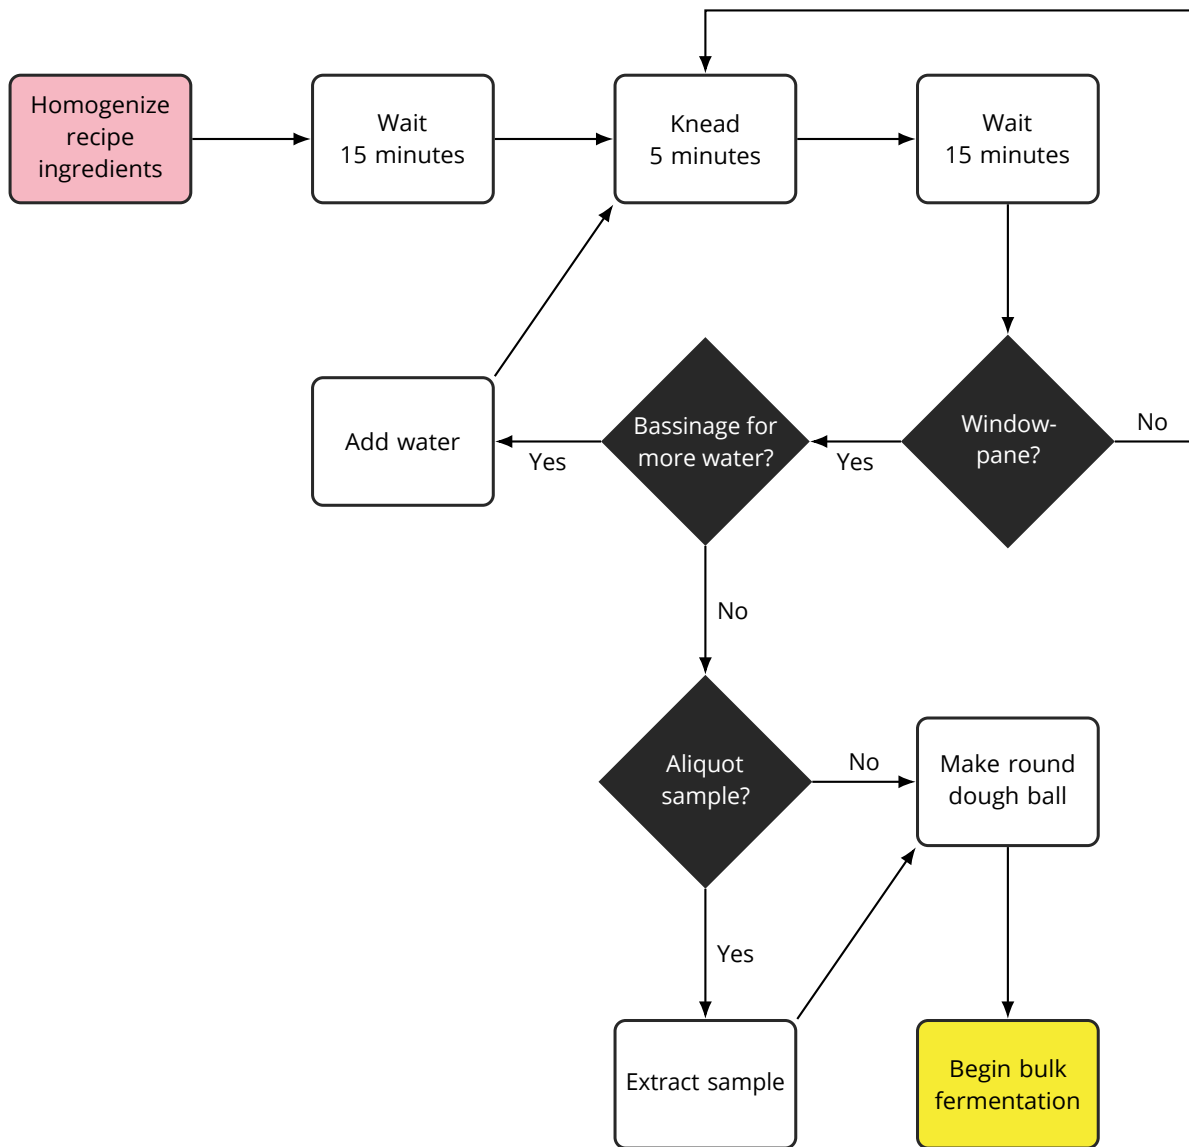 Homogenize
recipe
ingredients
Wait
15 minutes
Knead
5 minutes
Wait
15 minutes
Add water
Yes
Bassinage for
more water?
Yes
Window-
pane?
No
No
Aliquot
sample?
No
Make round
dough ball
Yes
Extract sample
Begin bulk
fermentation